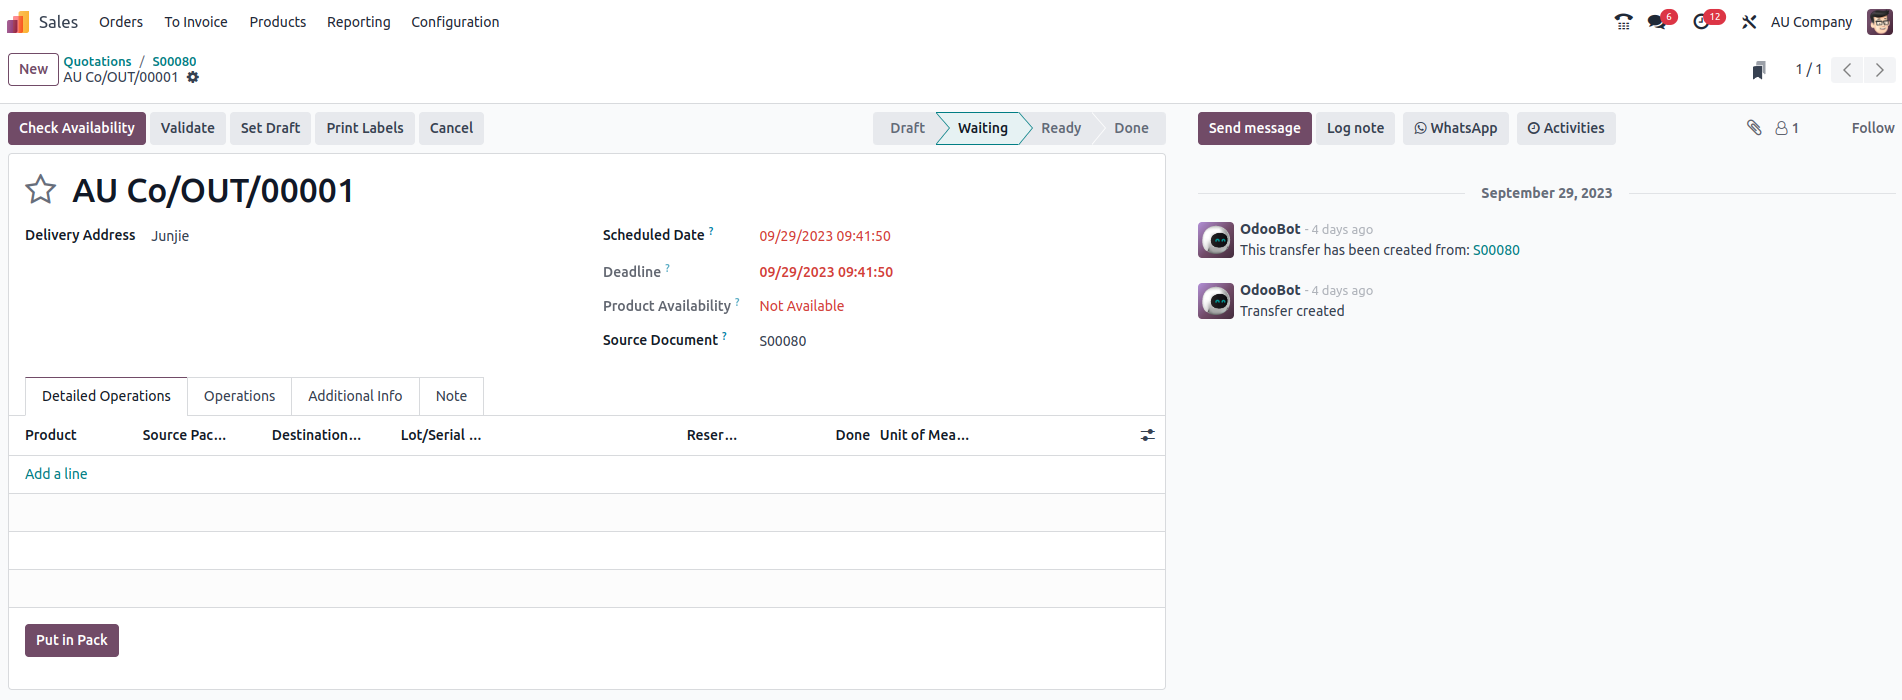 Sales Orders To Invoice Products Reporting Configuration 6 12 AU Company
New Quotations / S00080
AU Co/OUT/00001 1 / 1
Check Availability Validate Set Draft Print Labels Cancel Draft Waiting Ready Done Send message Log note WhatsApp Activities 1 Follow
AU Co/OUT/00001
Delivery Address Junjie
Scheduled Date ? 09/29/2023 09:41:50
Deadline ? 09/29/2023 09:41:50
Product Availability ? Not Available
Source Document ? S00080
Detailed Operations Operations Additional Info Note
Product Source Pac... Destination... Lot/Serial ... Reser... Done Unit of Mea...
Add a line
Put in Pack
September 29, 2023
OdooBot - 4 days ago
This transfer has been created from: S00080
OdooBot - 4 days ago
Transfer created